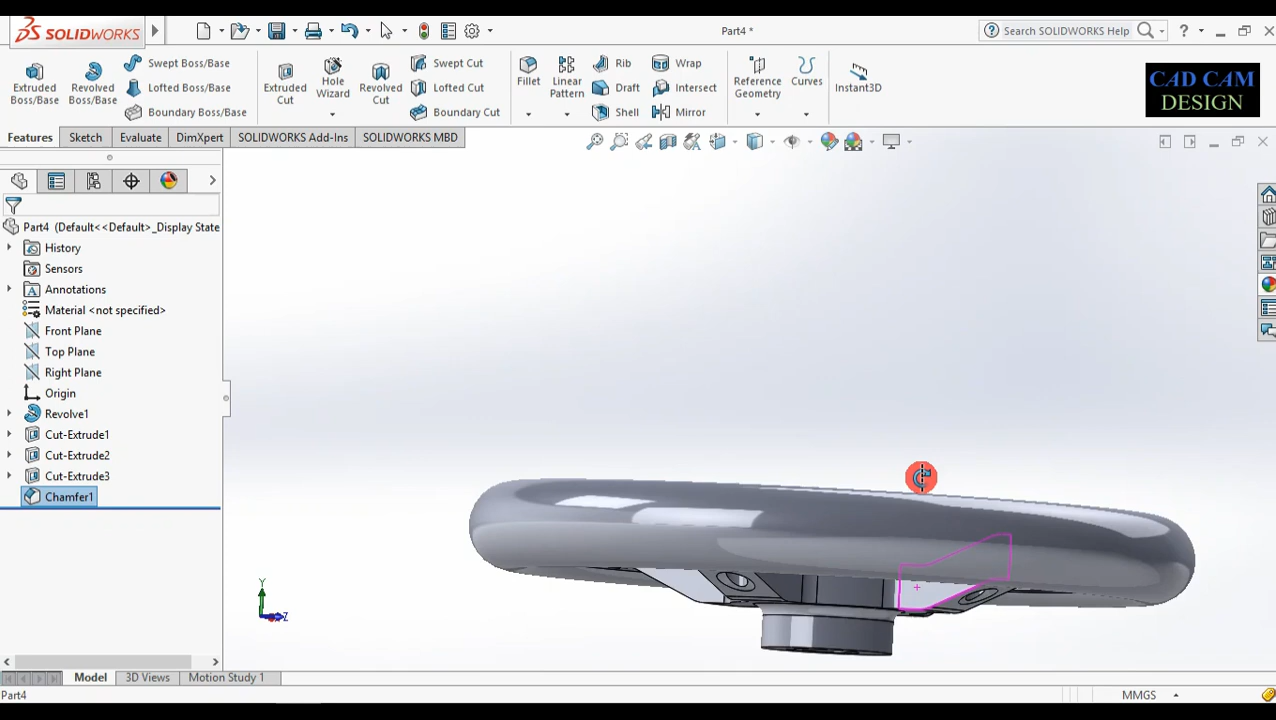 SOLIDWORKS
Part4 *
Search SOLIDWORKS Help
Extruded Boss/Base
Revolved Boss/Base
Swept Boss/Base
Lofted Boss/Base
Boundary Boss/Base
Extruded Cut
Hole Wizard
Revolved Cut
Swept Cut
Lofted Cut
Boundary Cut
Fillet
Linear Pattern
Rib
Draft
Shell
Wrap
Intersect
Mirror
Reference Geometry
Curves
Instant3D
CAD CAM
DESIGN
Features
Sketch
Evaluate
DimXpert
SOLIDWORKS Add-Ins
SOLIDWORKS MBD
Part4 (Default<<Default>_Display State
History
Sensors
Annotations
Material <not specified>
Front Plane
Top Plane
Right Plane
Origin
Revolve1
Cut-Extrude1
Cut-Extrude2
Cut-Extrude3
Chamfer1
Y
Z
Model
3D Views
Motion Study 1
Part4
MMGS